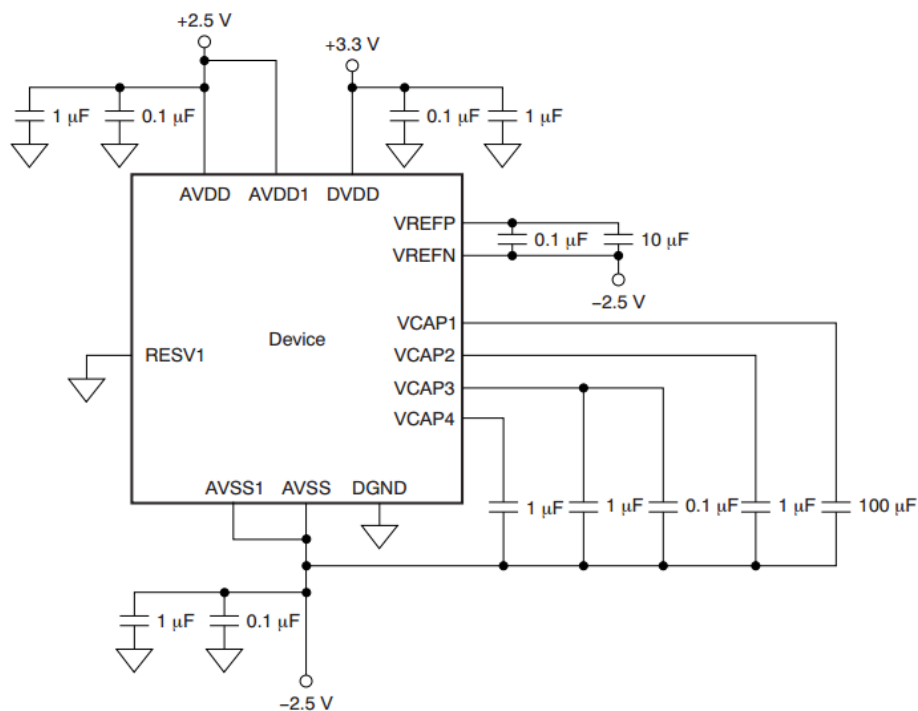 +2.5 V
+3.3 V
1 μF
0.1 μF
0.1 μF
1 μF
AVDD
AVDD1
DVDD
VREFP
0.1 μF
10 μF
VREFN
−2.5 V
VCAP1
Device
RESV1
VCAP2
VCAP3
VCAP4
AVSS1
AVSS
DGND
1 μF
1 μF
0.1 μF
1 μF
100 μF
1 μF
0.1 μF
−2.5 V